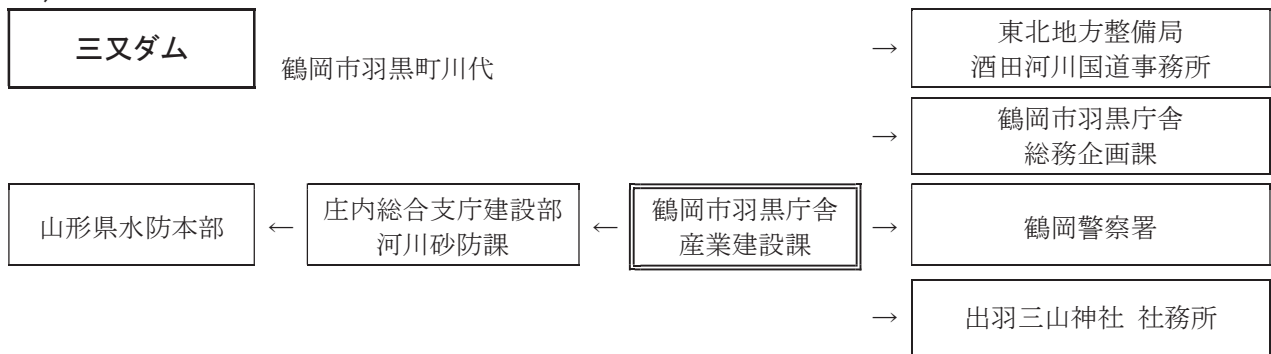 三又ダム
鶴岡市羽黒町川代
→
東北地方整備局
酒田河川国道事務所
→
鶴岡市羽黒庁舎
総務企画課
山形県水防本部
←
庄内総合支庁建設部
河川砂防課
←
鶴岡市羽黒庁舎
産業建設課
→
鶴岡警察署
→
出羽三山神社 社務所